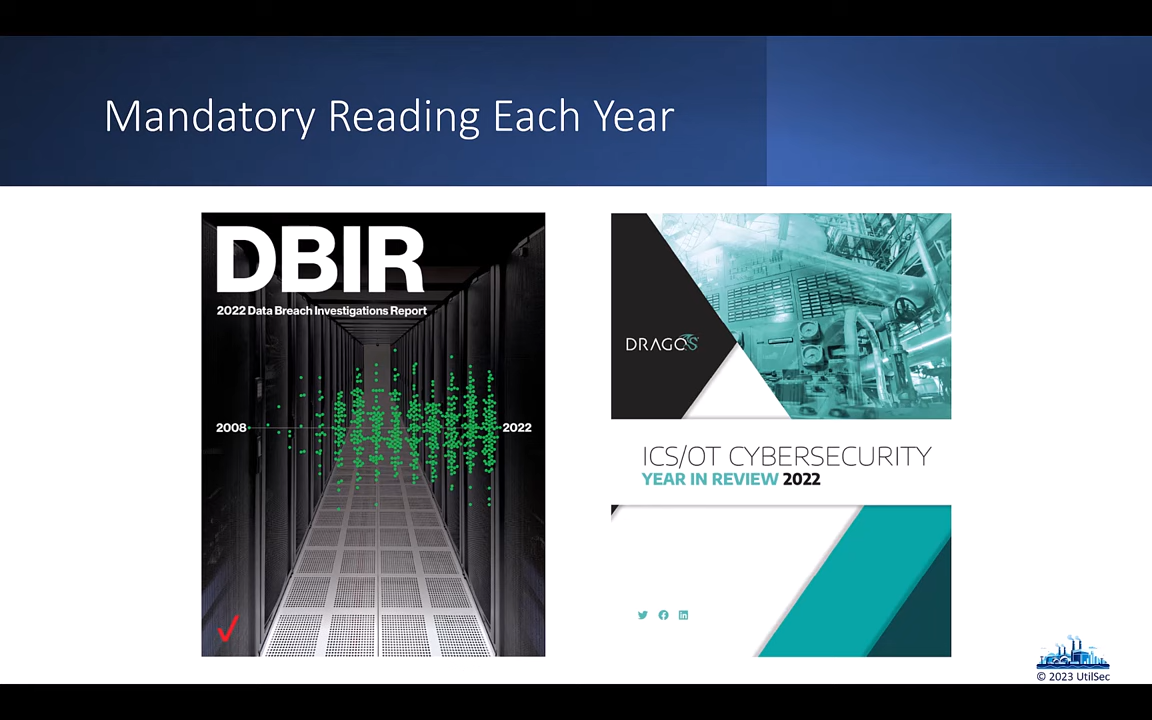 Mandatory Reading Each Year
DBIR
2022 Data Breach Investigations Report
2008
2022
DRAGOS
ICS/OT CYBERSECURITY
YEAR IN REVIEW 2022
© 2023 UtilSec